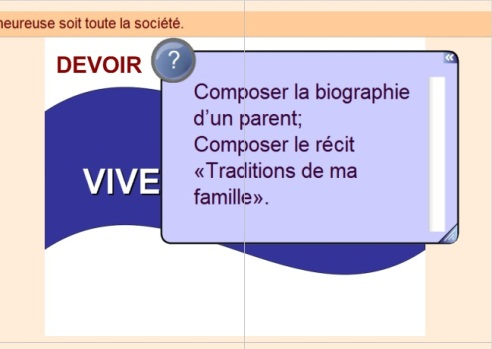 heureuse soit toute la société.
DEVOIR
?
«
Composer la biographie
d'un parent;
Composer le récit
VIVE
«Traditions de ma
famille».